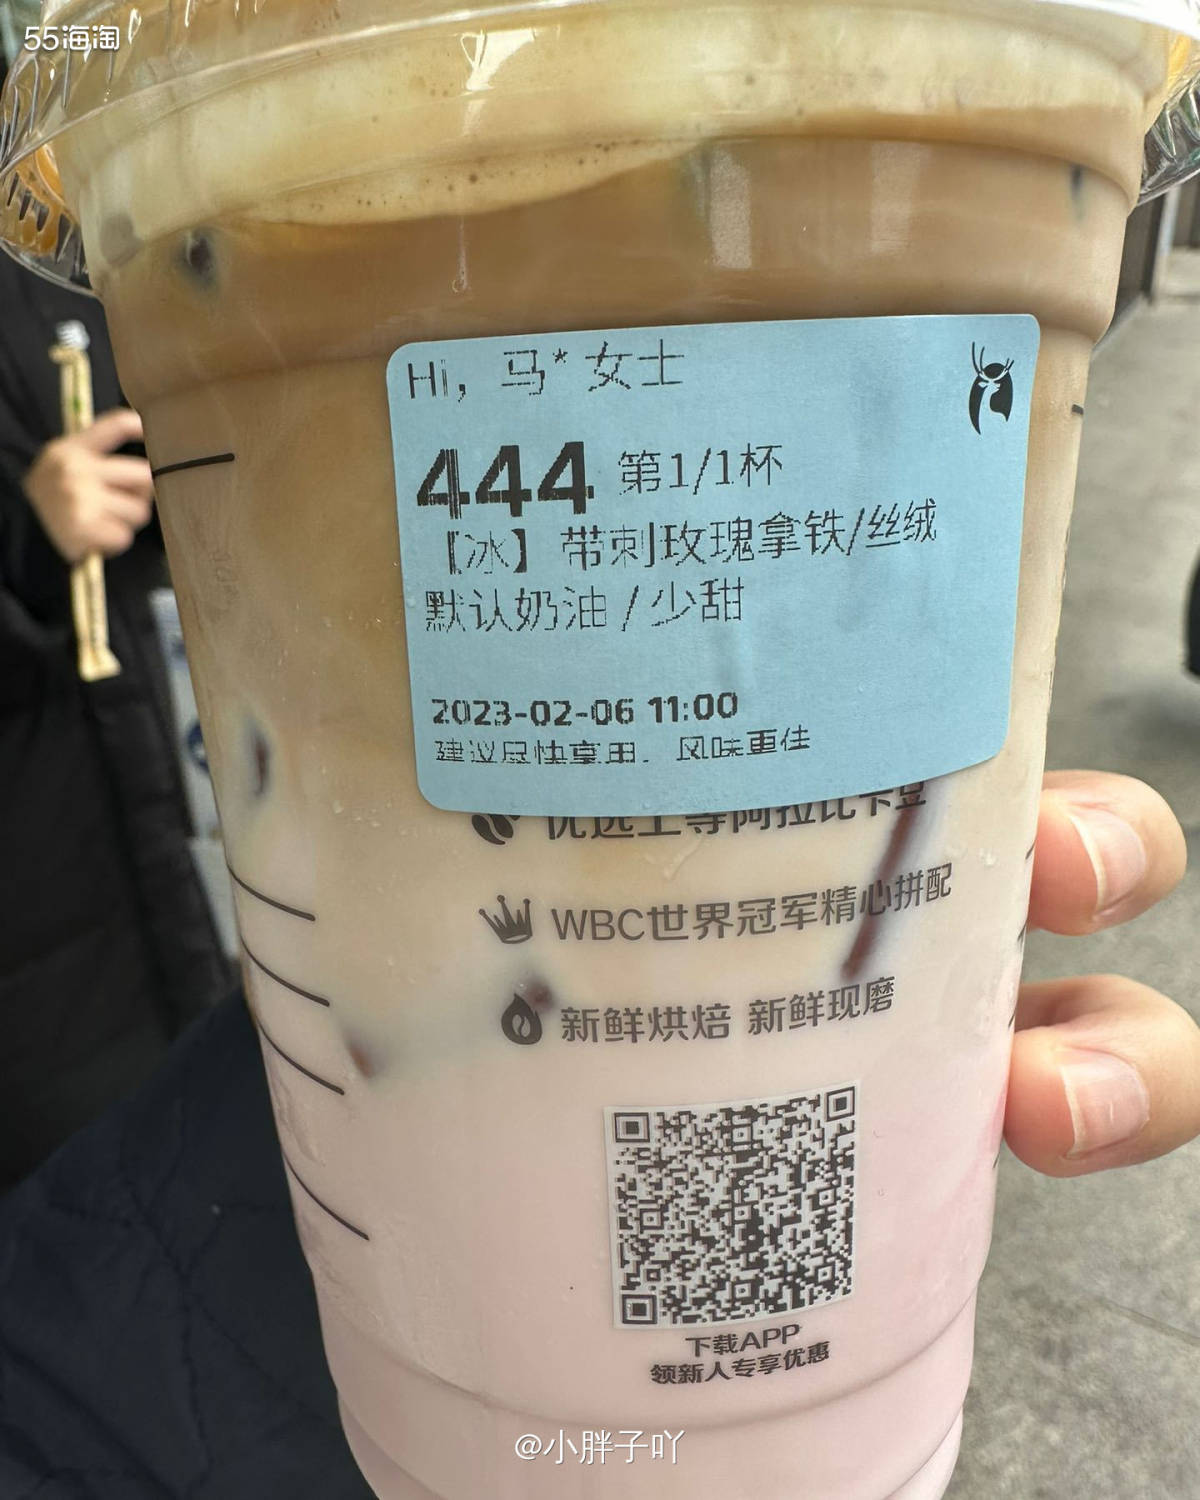 55海淘
Hi，马*女士
444 第1/1杯
【冰】带刺玫瑰拿铁/丝绒
默认奶油/少甜
2023-02-06 11:00
建议尽快享用，风味更佳
优选上等阿拉比卡豆
WBC世界冠军精心拼配
新鲜烘焙 新鲜现磨
下载APP
领新人专享优惠
@小胖子吖